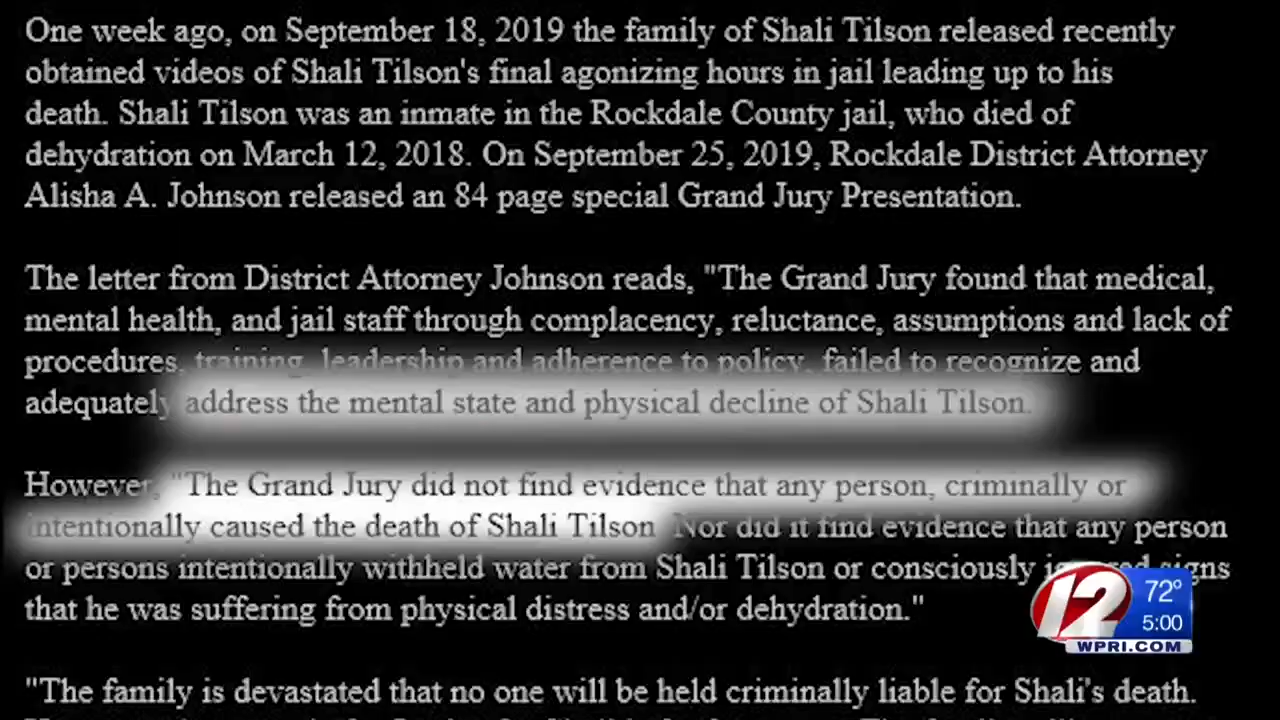 One week ago, on September 18, 2019 the family of Shali Tilson released recently
obtained videos of Shali Tilson's final agonizing hours in jail leading up to his
death. Shali Tilson was an inmate in the Rockdale County jail, who died of
dehydration on March 12, 2018. On September 25, 2019, Rockdale District Attorney
Alisha A. Johnson released an 84 page special Grand Jury Presentation.
The letter from District Attorney Johnson reads, "The Grand Jury found that medical,
mental health, and jail staff through complacency, reluctance, assumptions and lack of
procedures, training, leadership and adherence to policy, failed to recognize and
adequately address the mental state and physical decline of Shali Tilson.
However, "The Grand Jury did not find evidence that any person, criminally or
intentionally caused the death of Shali Tilson. Nor did it find evidence that any person
or persons intentionally withheld water from Shali Tilson or consciously signs
that he was suffering from physical distress and/or dehydration."
"The family is devastated that no one will be held criminally liable for Shali's death.
12
72°
5:00
WPRI.COM